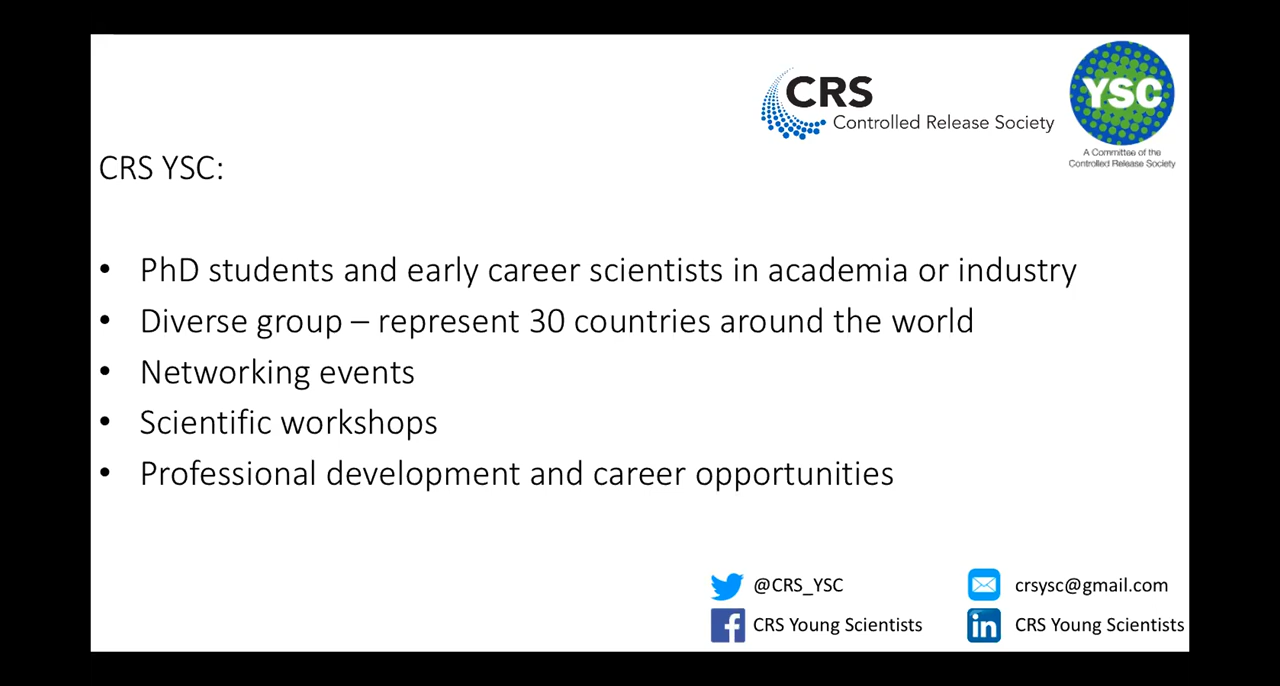 CRS
Controlled Release Society
YSC
A Committee of the
Controlled Release Society
CRS YSC:
• PhD students and early career scientists in academia or industry
• Diverse group – represent 30 countries around the world
• Networking events
• Scientific workshops
• Professional development and career opportunities
@CRS_YSC
crsysc@gmail.com
CRS Young Scientists
CRS Young Scientists